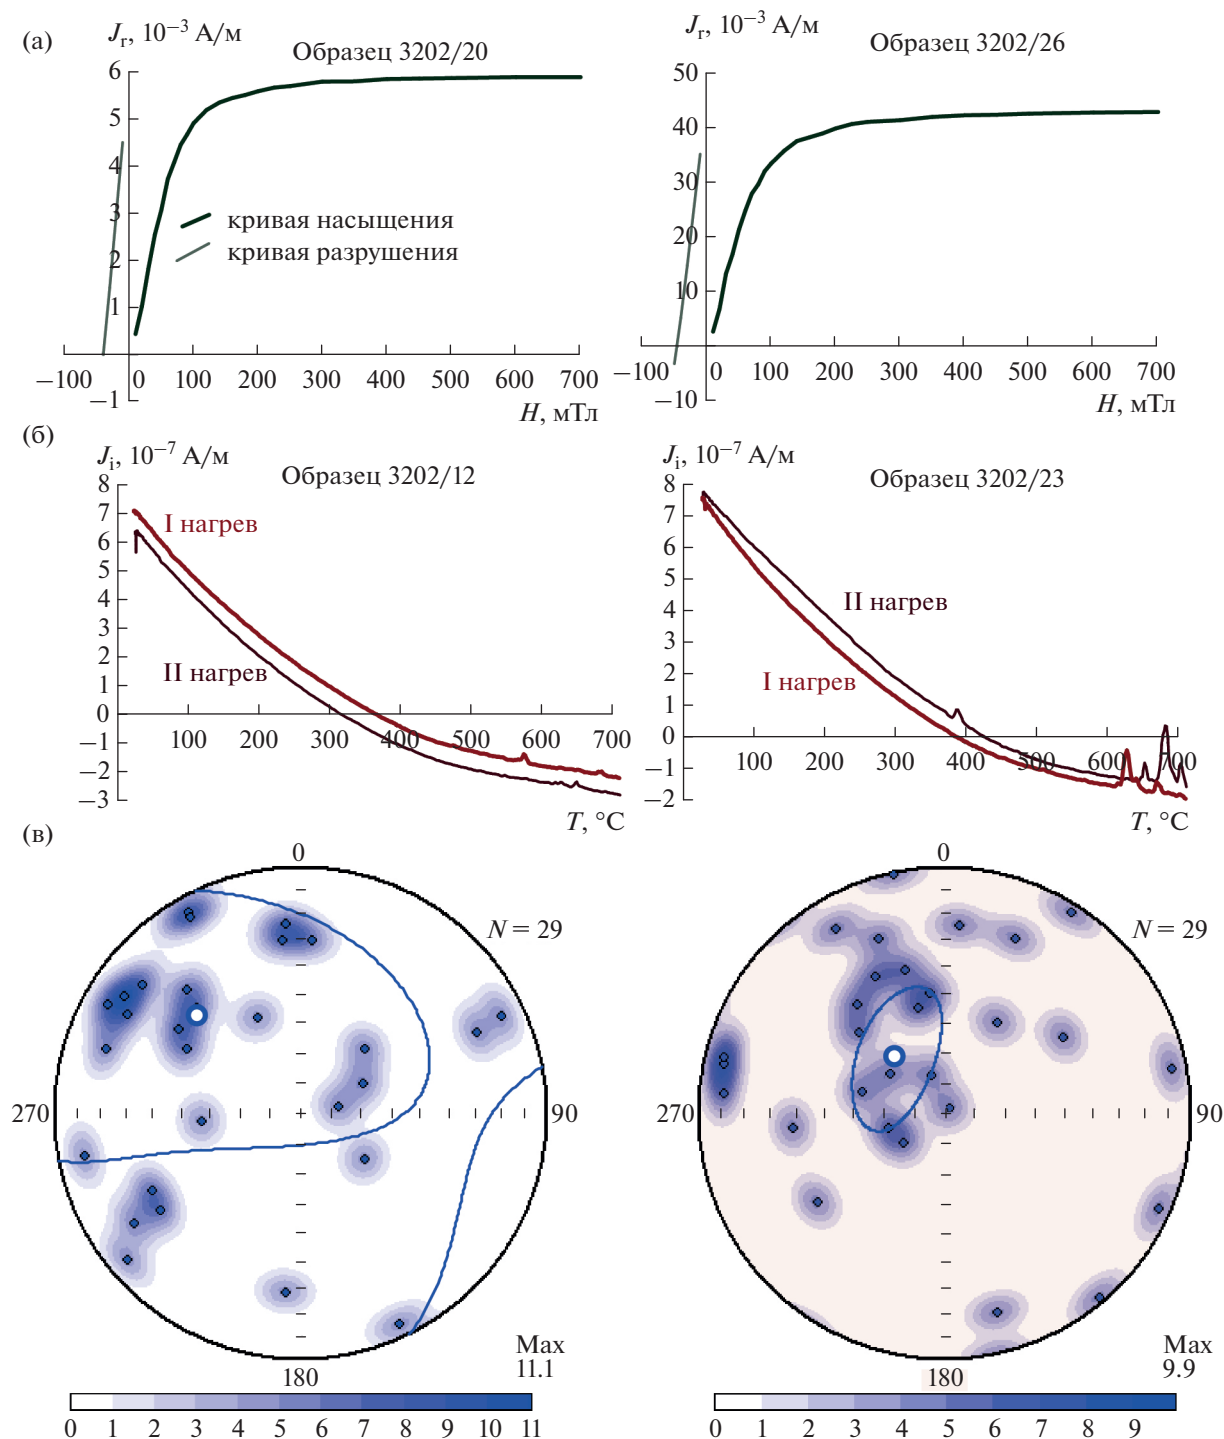 (а)
J_r, 10^−3 А/м
Образец 3202/20
6
5
4
3
2
1
−1
−100 0 100 200 300 400 500 600 700
H, мТл
кривая насыщения
кривая разрушения
J_r, 10^−3 А/м
Образец 3202/26
50
40
30
20
10
−10
−100 0 100 200 300 400 500 600 700
H, мТл
(б)
J_i, 10^−7 А/м
Образец 3202/12
8
7
6
5
4
3
2
1
0
−1
−2
−3
100 200 300 400 500 600 700
T, °C
I нагрев
II нагрев
J_i, 10^−7 А/м
Образец 3202/23
8
7
6
5
4
3
2
1
0
−1
−2
100 200 300 400 500 600 700
T, °C
II нагрев
I нагрев
(в)
0
N = 29
270
90
180
Max
11.1
0 1 2 3 4 5 6 7 8 9 10 11
0
N = 29
270
90
180
Max
9.9
0 1 2 3 4 5 6 7 8 9